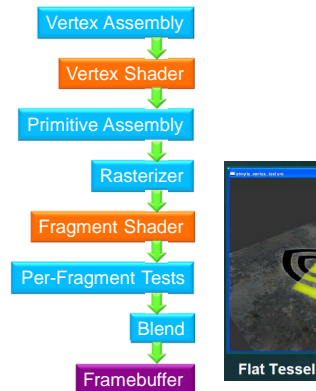 Vertex Assembly
Vertex Shader
Primitive Assembly
Rasterizer
Fragment Shader
Per-Fragment Tests
Blend
Framebuffer
Flat Tessel